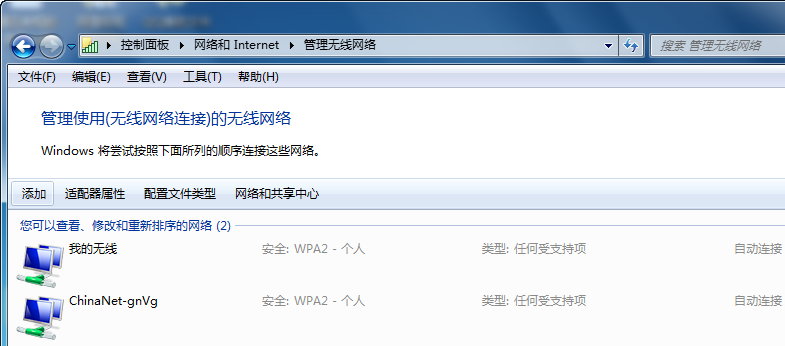 控制面板 ▸ 网络和 Internet ▸ 管理无线网络
搜索 管理无线网络
文件(F) 编辑(E) 查看(V) 工具(T) 帮助(H)
管理使用(无线网络连接)的无线网络
Windows 将尝试按照下面所列的顺序连接这些网络。
添加 适配器属性 配置文件类型 网络和共享中心
您可以查看、修改和重新排序的网络 (2)
我的无线 安全: WPA2 - 个人 类型: 任何受支持项 自动连接
ChinaNet-gnVg 安全: WPA2 - 个人 类型: 任何受支持项 自动连接